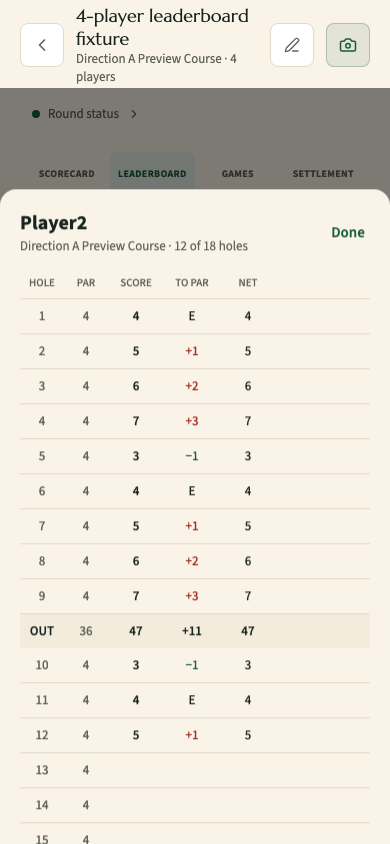 4-player leaderboard
fixture
Direction A Preview Course · 4
players
Round status
SCORECARD LEADERBOARD GAMES SETTLEMENT
Player2
Done
Direction A Preview Course · 12 of 18 holes
HOLE PAR SCORE TO PAR NET
1 4 4 E 4
2 4 5 +1 5
3 4 6 +2 6
4 4 7 +3 7
5 4 3 −1 3
6 4 4 E 4
7 4 5 +1 5
8 4 6 +2 6
9 4 7 +3 7
OUT 36 47 +11 47
10 4 3 −1 3
11 4 4 E 4
12 4 5 +1 5
13 4
14 4
15 4